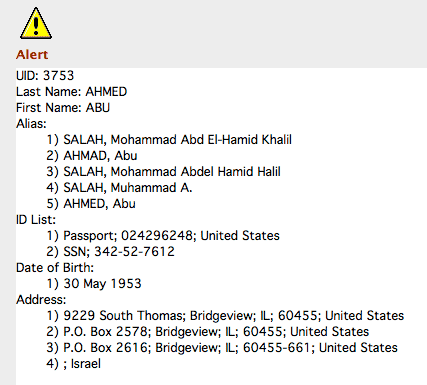 Alert
UID: 3753
Last Name: AHMED
First Name: ABU
Alias:
1) SALAH, Mohammad Abd El-Hamid Khalil
2) AHMAD, Abu
3) SALAH, Mohammad Abdel Hamid Halil
4) SALAH, Muhammad A.
5) AHMED, Abu
ID List:
1) Passport; 024296248; United States
2) SSN; 342-52-7612
Date of Birth:
1) 30 May 1953
Address:
1) 9229 South Thomas; Bridgeview; IL; 60455; United States
2) P.O. Box 2578; Bridgeview; IL; 60455; United States
3) P.O. Box 2616; Bridgeview; IL; 60455-661; United States
4) ; Israel